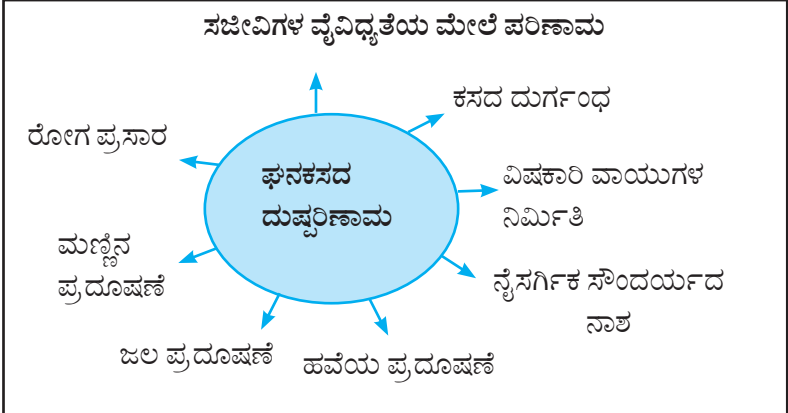 ಸಜೀವಿಗಳ ವೈವಿಧ್ಯತೆಯ ಮೇಲೆ ಪರಿಣಾಮ
ಕಸದ ದುರ್ಗಂಧ
ರೋಗ ಪ್ರಸಾರ
ಘನಕಸದ
ದುಷ್ಪರಿಣಾಮ
ವಿಷಕಾರಿ ವಾಯುಗಳ
ನಿರ್ಮಿತಿ
ಮಣ್ಣಿನ
ಪ್ರದೂಷಣೆ
ನೈಸರ್ಗಿಕ ಸೌಂದರ್ಯದ
ನಾಶ
ಜಲ ಪ್ರದೂಷಣೆ
ಹವೆಯ ಪ್ರದೂಷಣೆ